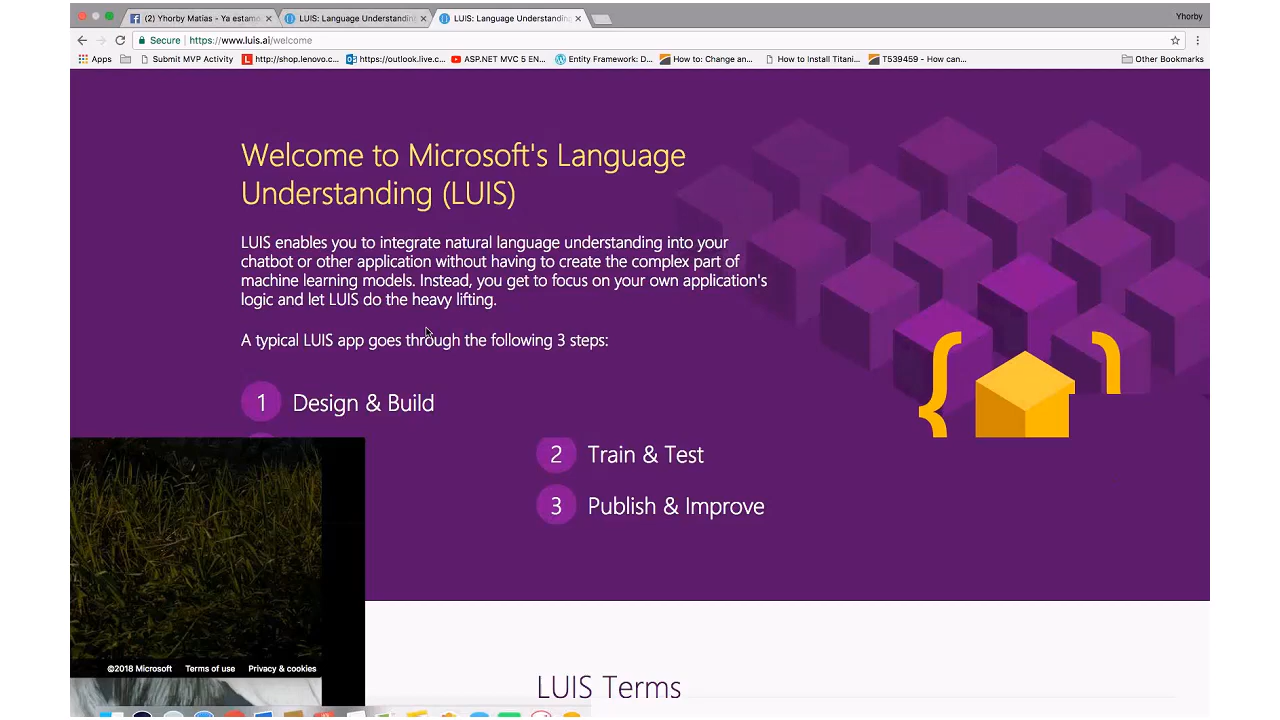 (2) Yhorby Matías - Ya estamo
LUIS: Language Understandin
LUIS: Language Understandin
Yhorby
Secure
https://www.luis.ai/welcome
Apps
Submit MVP Activity
http://shop.lenovo.c...
https://outlook.live.c...
ASP.NET MVC 5 EN...
Entity Framework: D...
How to: Change an...
How to Install Titani...
T539459 - How can...
Other Bookmarks
Welcome to Microsoft's Language
Understanding (LUIS)
LUIS enables you to integrate natural language understanding into your
chatbot or other application without having to create the complex part of
machine learning models. Instead, you get to focus on your own application's
logic and let LUIS do the heavy lifting.
A typical LUIS app goes through the following 3 steps:
1 Design & Build
2 Train & Test
3 Publish & Improve
©2018 Microsoft Terms of use Privacy & cookies
LUIS Terms